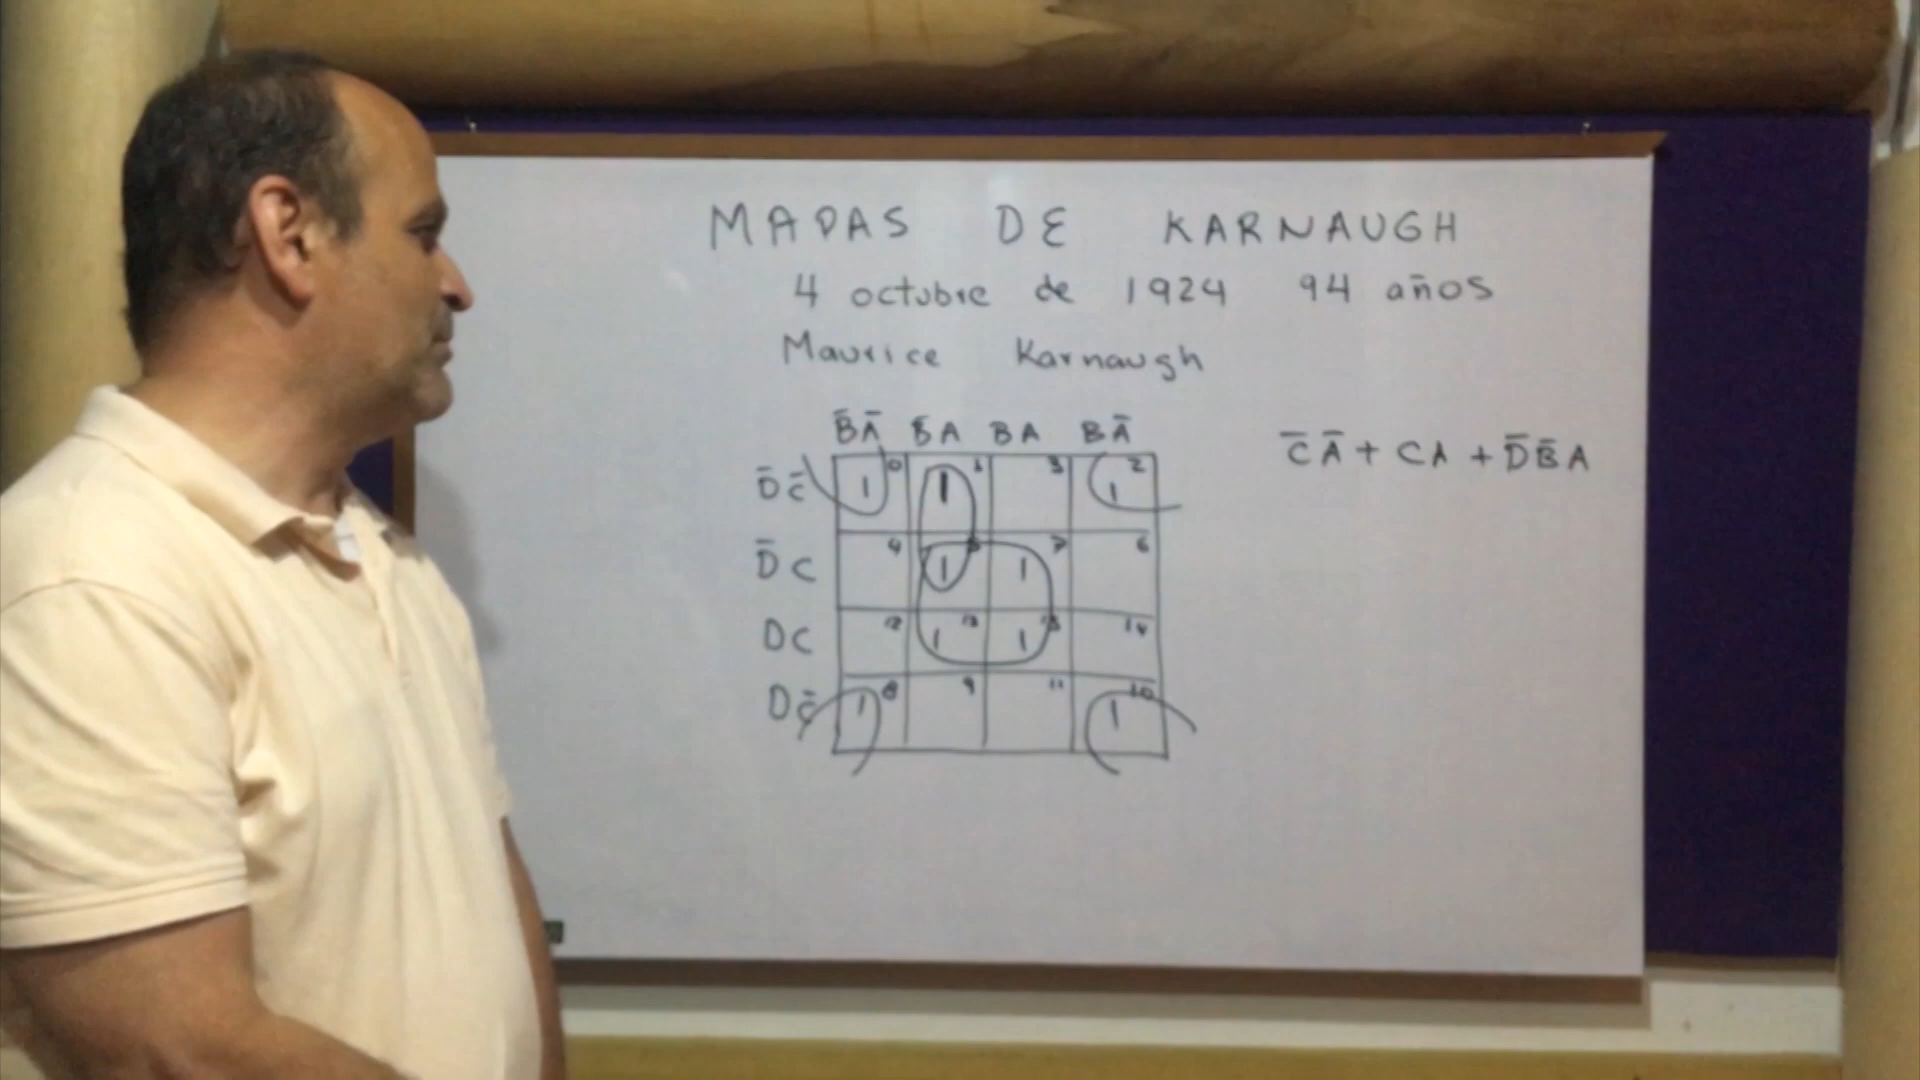 MAPAS DE KARNAUGH
4 octubre de 1924 94 años
Maurice Karnaugh
B̄Ā B̄A BA BĀ
C̄Ā + CA + D̄B̄A
D̄C̄ 1 0 1 1 3 1 2
D̄C 4 1 5 1 7 6
DC 12 1 13 1 15 14
DC̄ 1 8 9 11 1 10